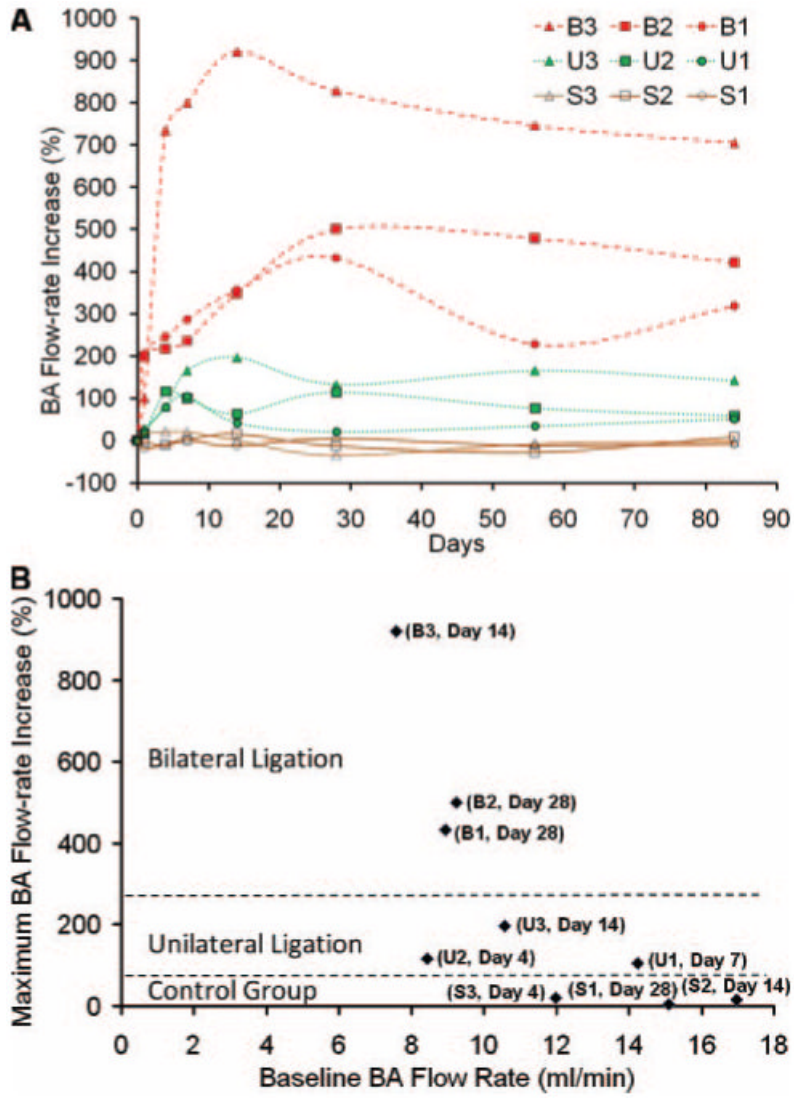 A
BA Flow-rate Increase (%)
1000
900
800
700
600
500
400
300
200
100
0
-100
B3 B2 B1
U3 U2 U1
S3 S2 S1
0 10 20 30 40 50 60 70 80 90
Days
B
Maximum BA Flow-rate Increase (%)
1000
800
600
400
200
0
(B3, Day 14)
Bilateral Ligation
(B2, Day 28)
(B1, Day 28)
(U3, Day 14)
Unilateral Ligation
(U2, Day 4) (U1, Day 7)
Control Group (S3, Day 4) (S1, Day 28) (S2, Day 14)
0 2 4 6 8 10 12 14 16 18
Baseline BA Flow Rate (ml/min)